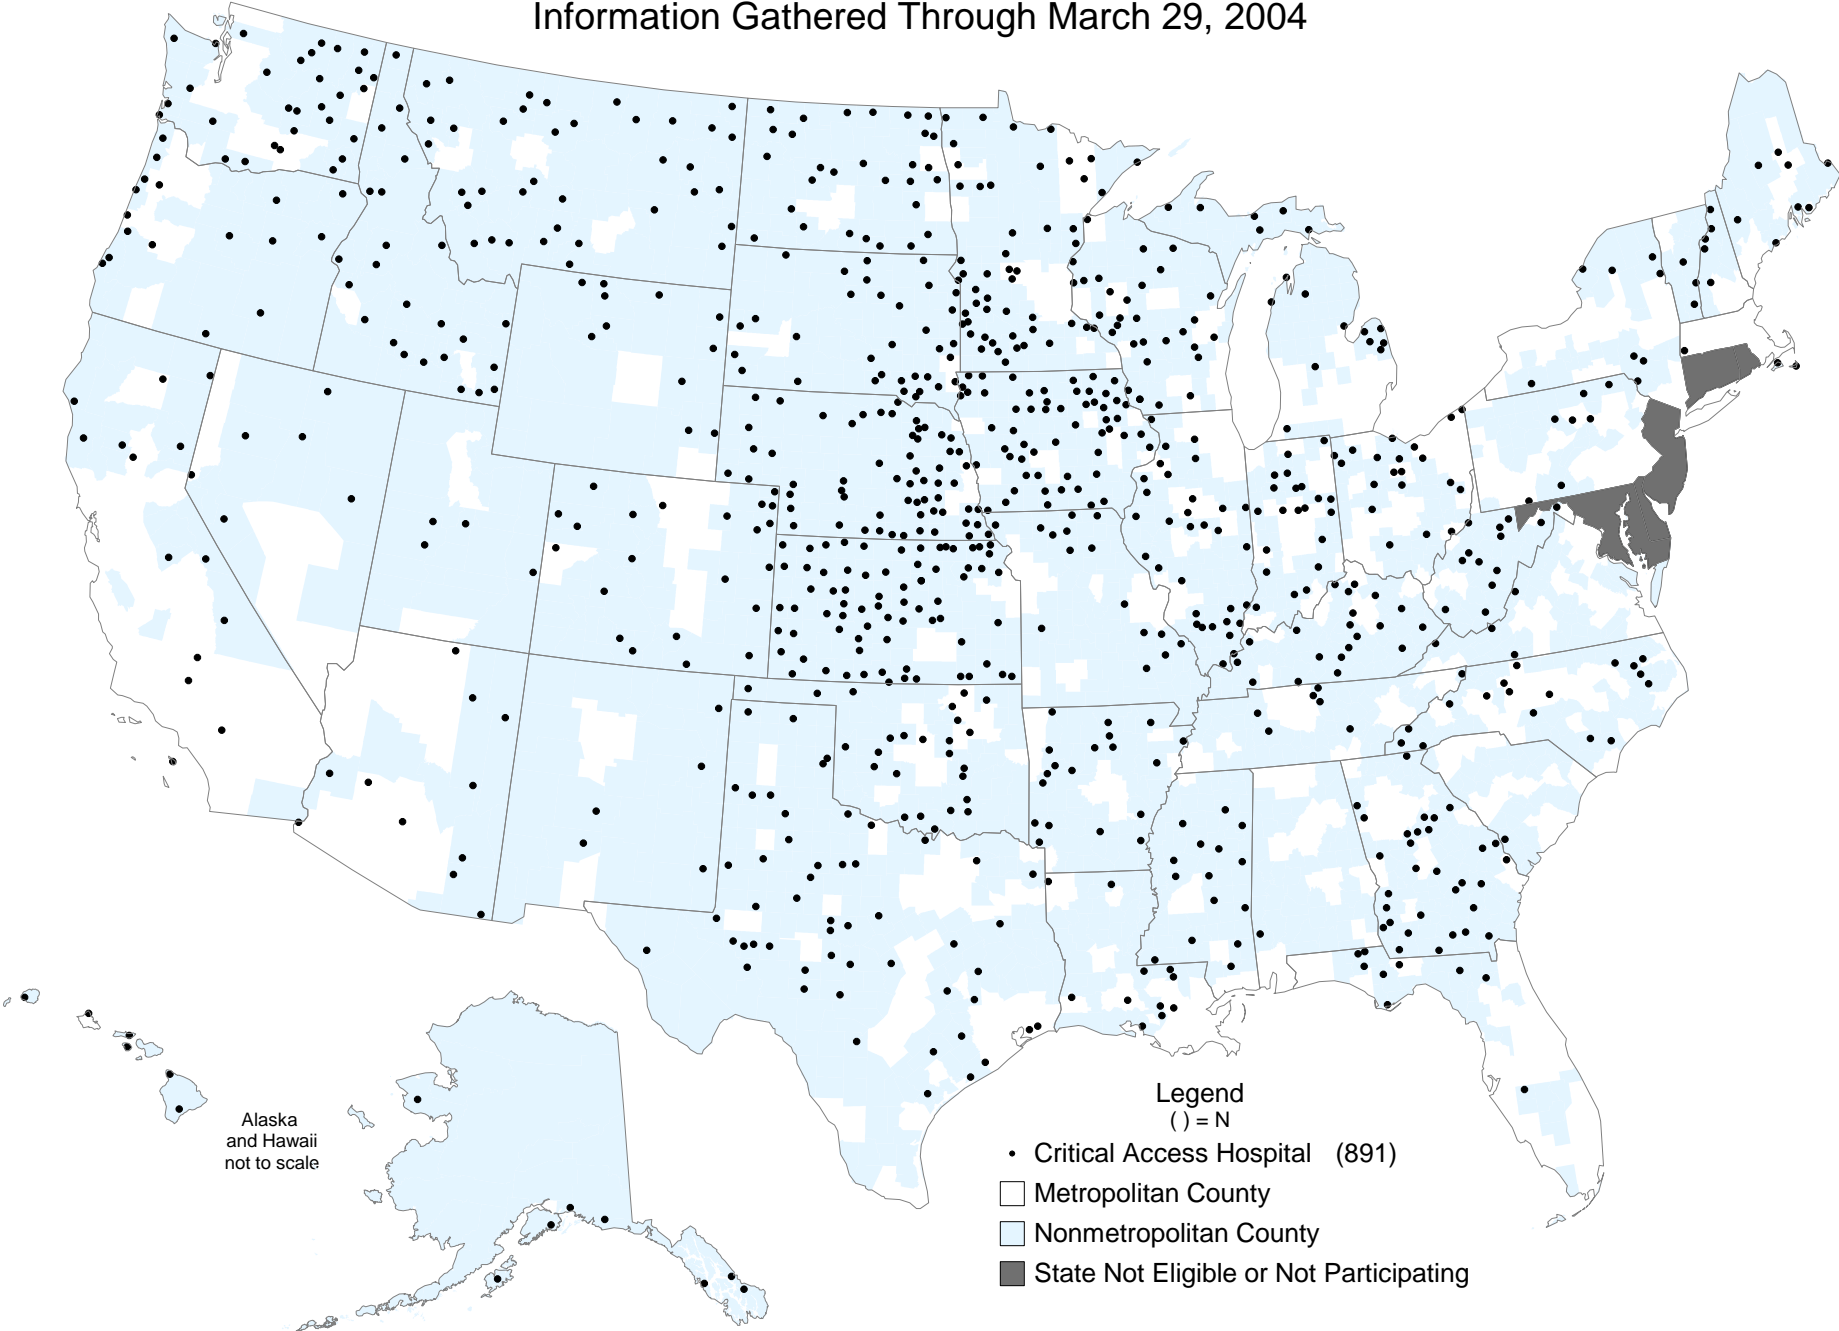 Information Gathered Through March 29, 2004
Alaska
and Hawaii
not to scale
Legend
( ) = N
Critical Access Hospital (891)
Metropolitan County
Nonmetropolitan County
State Not Eligible or Not Participating